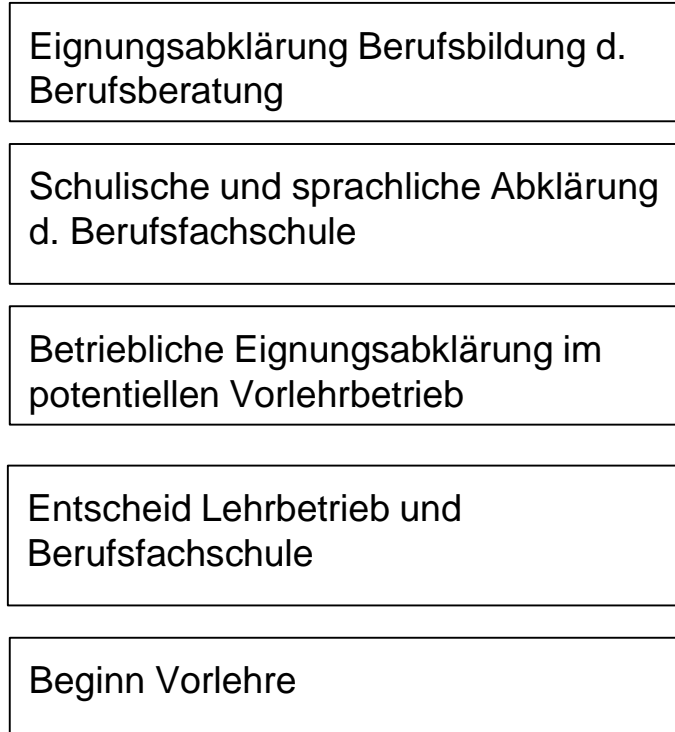 Eignungsabklärung Berufsbildung d.
Berufsberatung
Schulische und sprachliche Abklärung
d. Berufsfachschule
Betriebliche Eignungsabklärung im
potentiellen Vorlehrbetrieb
Entscheid Lehrbetrieb und
Berufsfachschule
Beginn Vorlehre